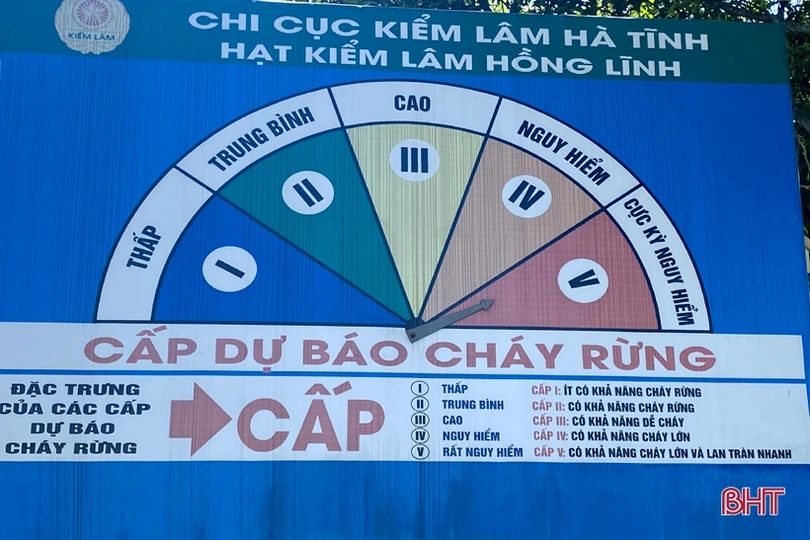 CHI CỤC KIỂM LÂM HÀ TĨNH
HẠT KIỂM LÂM HỒNG LĨNH
KIỂM LÂM
THẤP
TRUNG BÌNH
CAO
NGUY HIỂM
CỰC KỲ NGUY HIỂM
I
II
III
IV
V
CẤP DỰ BÁO CHÁY RỪNG
ĐẶC TRƯNG
CỦA CÁC CẤP
DỰ BÁO
CHÁY RỪNG
CẤP
I THẤP CẤP I: ÍT CÓ KHẢ NĂNG CHÁY RỪNG
II TRUNG BÌNH CẤP II: CÓ KHẢ NĂNG CHÁY RỪNG
III CAO CẤP III: CÓ KHẢ NĂNG DỄ CHÁY
IV NGUY HIỂM CẤP IV: CÓ KHẢ NĂNG CHÁY LỚN
V RẤT NGUY HIỂM CẤP V: CÓ KHẢ NĂNG CHÁY LỚN VÀ LAN TRÀN NHANH
BHT